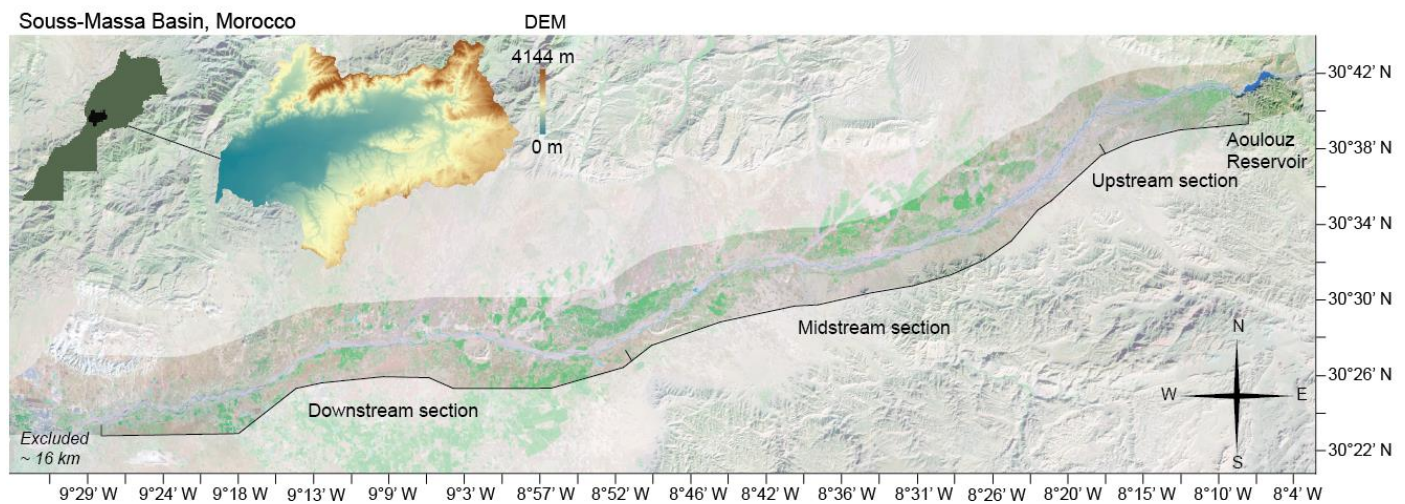 Souss-Massa Basin, Morocco
DEM
4144 m
0 m
30°42' N
30°38' N
30°34' N
30°30' N
30°26' N
30°22' N
Aoulouz
Reservoir
Upstream section
Midstream section
Downstream section
Excluded
~ 16 km
N
W
E
S
9°29' W
9°24' W
9°18' W
9°13' W
9°9' W
9°3' W
8°57' W
8°52' W
8°46' W
8°42' W
8°36' W
8°31' W
8°26' W
8°20' W
8°10' W
8°4' W